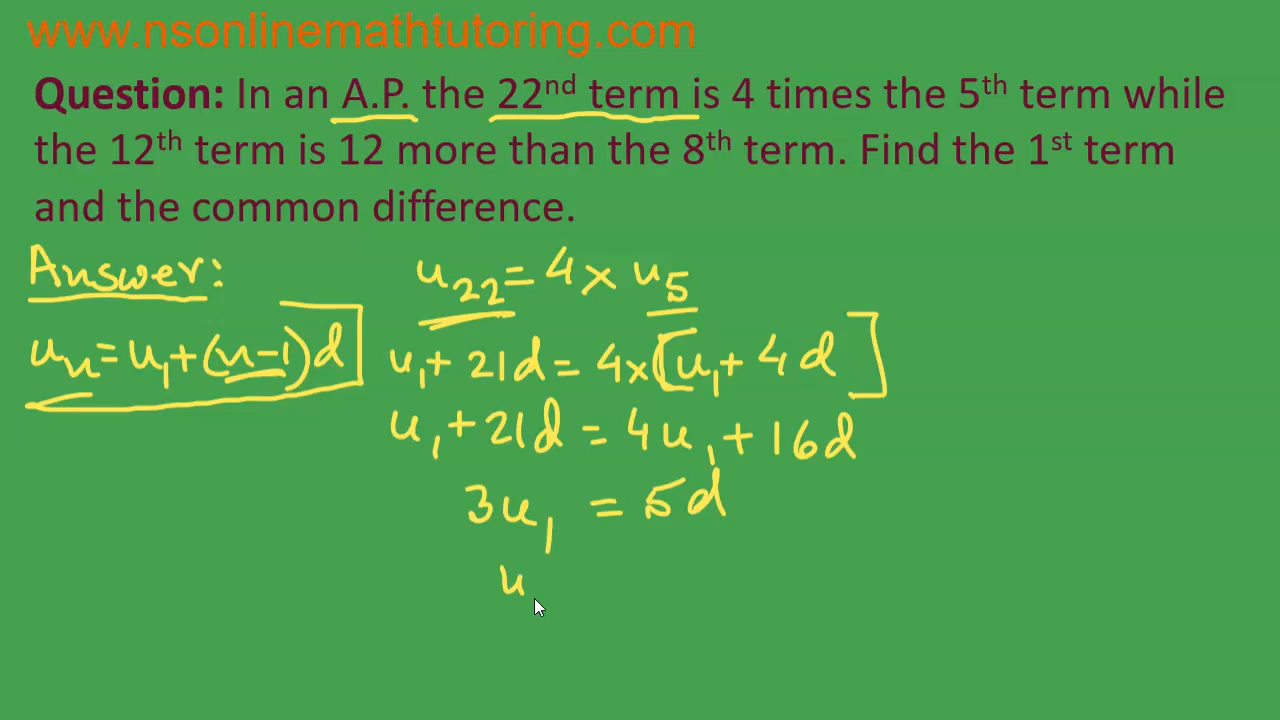 www.nsonlinemathtutoring.com
Question: In an A.P. the 22nd term is 4 times the 5th term while
the 12th term is 12 more than the 8th term. Find the 1st term
and the common difference.
Answer:
u₂₂ = 4 × u₅
uₙ = u₁ + (n-1)d
u₁ + 21d = 4×[u₁ + 4d]
u₁ + 21d = 4u₁ + 16d
3u₁ = 5d
u